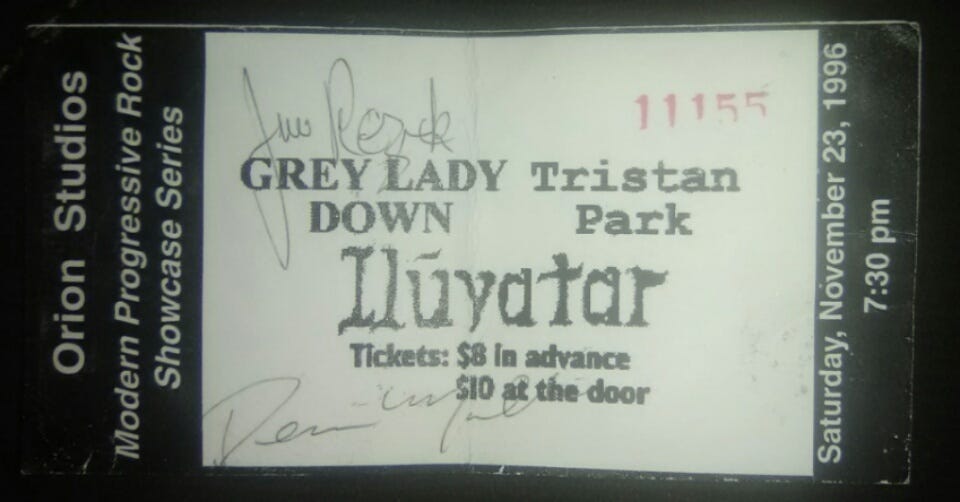 Orion Studios
Modern Progressive Rock
Showcase Series
11155
GREY LADY
DOWN
Tristan
Park
Ilúvatar
Tickets: $8 in advance
$10 at the door
Saturday, November 23, 1996
7:30 pm